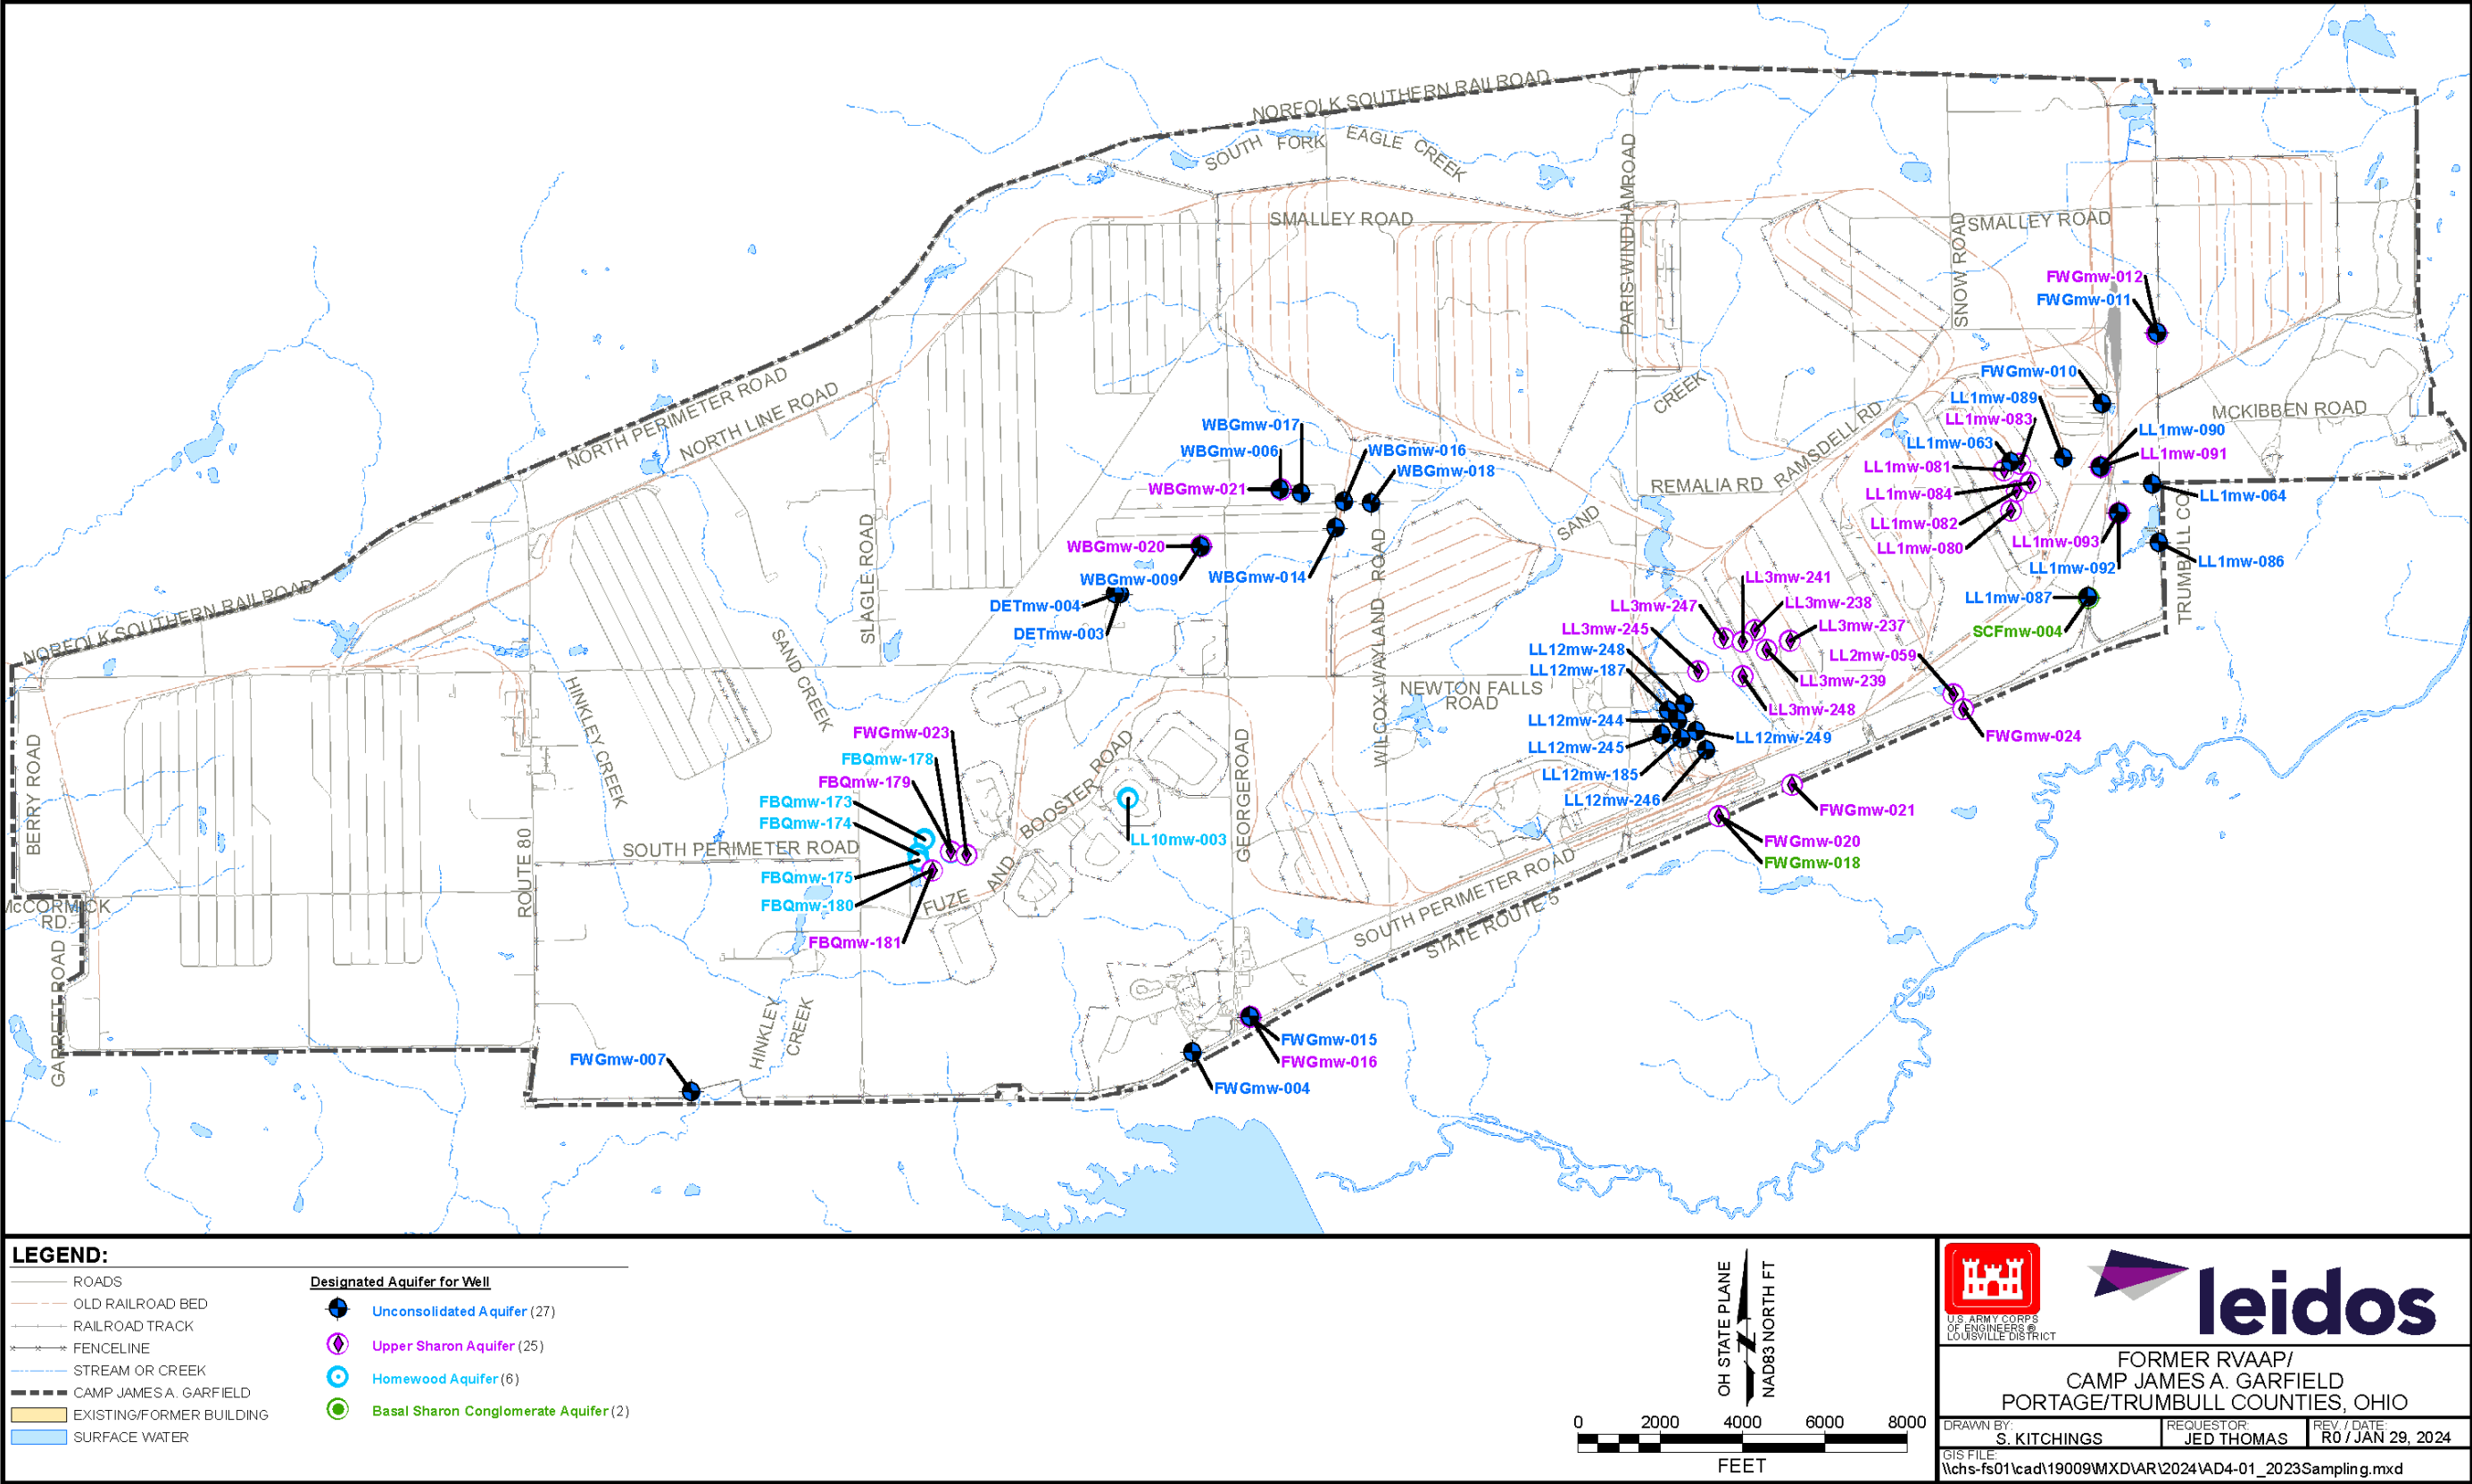 NORFOLK SOUTHERN RAILROAD
SOUTH FORK EAGLE CREEK
SMALLEY ROAD
PARIS-WINDHAM ROAD
SNOW ROAD
SMALLEY ROAD
FWGmw-012
FWGmw-011
FWGmw-010
LL1mw-089
LL1mw-083
LL1mw-063
LL1mw-081
LL1mw-084
LL1mw-082
LL1mw-080
LL1mw-093
LL1mw-092
LL1mw-087
SCFmw-004
MCKIBBEN ROAD
LL1mw-090
LL1mw-091
LL1mw-064
LL1mw-086
TRUMBULL CO
NORTH PERIMETER ROAD
NORTH LINE ROAD
CREEK
RAMSDELL RD
REMALIA RD
SAND
WBGmw-017
WBGmw-006
WBGmw-021
WBGmw-016
WBGmw-018
WBGmw-020
WBGmw-009
WBGmw-014
DETmw-004
DETmw-003
SLAGLE ROAD
WILCOX-WAYLAND ROAD
NORFOLK SOUTHERN RAILROAD
SAND CREEK
HINKLEY CREEK
LL3mw-241
LL3mw-247
LL3mw-238
LL3mw-245
LL3mw-237
LL12mw-248
LL12mw-187
LL2mw-059
LL3mw-239
LL3mw-248
NEWTON FALLS
ROAD
LL12mw-244
LL12mw-249
LL12mw-245
LL12mw-185
LL12mw-246
FWGmw-024
FWGmw-021
FWGmw-020
FWGmw-018
BERRY ROAD
ROUTE 80
FWGmw-023
FBQmw-178
FBQmw-179
FBQmw-173
FBQmw-174
SOUTH PERIMETER ROAD
FBQmw-175
FBQmw-180
FBQmw-181
FUZE AND BOOSTER ROAD
LL10mw-003
GEORGEROAD
SOUTH PERIMETER ROAD
STATE ROUTE 5
McCORMICK
RD.
GARRETT ROAD
HINKLEY
CREEK
FWGmw-007
FWGmw-015
FWGmw-016
FWGmw-004
LEGEND:
ROADS
OLD RAILROAD BED
RAILROAD TRACK
FENCELINE
STREAM OR CREEK
CAMP JAMES A. GARFIELD
EXISTING/FORMER BUILDING
SURFACE WATER
Designated Aquifer for Well
Unconsolidated Aquifer (27)
Upper Sharon Aquifer (25)
Homewood Aquifer (6)
Basal Sharon Conglomerate Aquifer (2)
OH STATE PLANE
NAD83 NORTH FT
0 2000 4000 6000 8000
FEET
U.S. ARMY CORPS
OF ENGINEERS ®
LOUISVILLE DISTRICT
leidos
FORMER RVAAP/
CAMP JAMES A. GARFIELD
PORTAGE/TRUMBULL COUNTIES, OHIO
DRAWN BY:
S. KITCHINGS
REQUESTOR:
JED THOMAS
REV. / DATE:
R0 / JAN 29, 2024
GIS FILE:
\\chs-fs01\cad\19009\MXD\AR\2024\AD4-01_2023Sampling.mxd